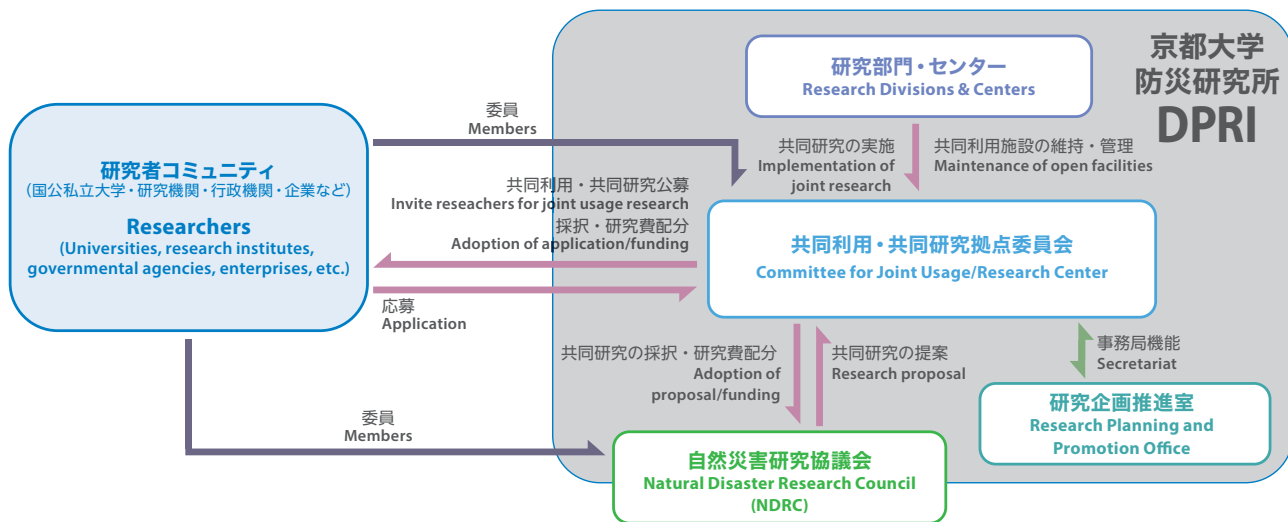 京都大学
防災研究所
DPRI
研究部門・センター
Research Divisions & Centers
委員
Members
共同研究の実施
Implementation of
joint research
共同利用施設の維持・管理
Maintenance of open facilities
研究者コミュニティ
（国公私立大学・研究機関・行政機関・企業など）
Researchers
(Universities, research institutes,
governmental agencies, enterprises, etc.)
共同利用・共同研究公募
Invite reseachers for joint usage research
採択・研究費配分
Adoption of application/funding
共同利用・共同研究拠点委員会
Committee for Joint Usage/Research Center
応募
Application
共同研究の採択・研究費配分
Adoption of
proposal/funding
共同研究の提案
Research proposal
事務局機能
Secretariat
研究企画推進室
Research Planning and
Promotion Office
委員
Members
自然災害研究協議会
Natural Disaster Research Council
(NDRC)